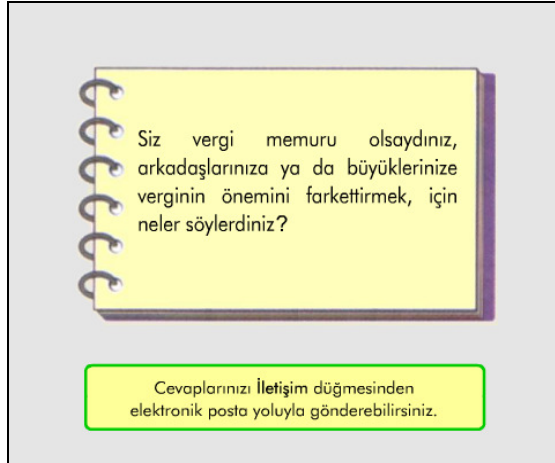 Siz vergi memuru olsaydınız,
arkadaşlarınıza ya da büyüklerinize
verginin önemini farkettirmek, için
neler söylerdiniz?
Cevaplarınızı İletişim düğmesinden
elektronik posta yoluyla gönderebilirsiniz.